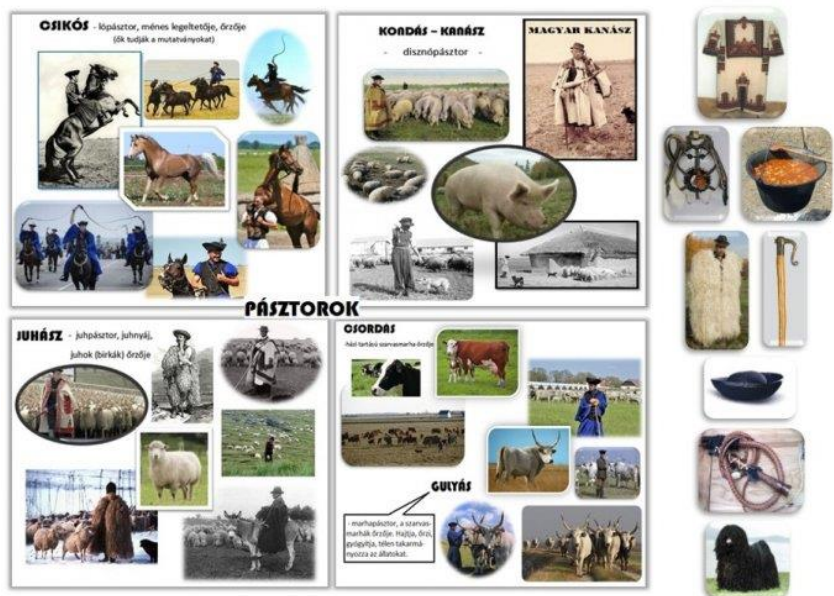 CSIKÓS - lópásztor, ménes legeltetője, őrzője
(ők tudják a mutatványokat)
KONDÁS – KANÁSZ
- disznópásztor -
MAGYAR KANÁSZ
PÁSZTOROK
JUHÁSZ - juhpásztor, juhnyáj,
juhok (birkák) őrzője
CSORDÁS
-házi tartású szarvasmarha őrzője
GULYÁS
- marhapásztor, a szarvas-
marhák őrzője. Hajtja, őrzi,
gyógyítja, télen takarmá-
nyozza az állatokat.